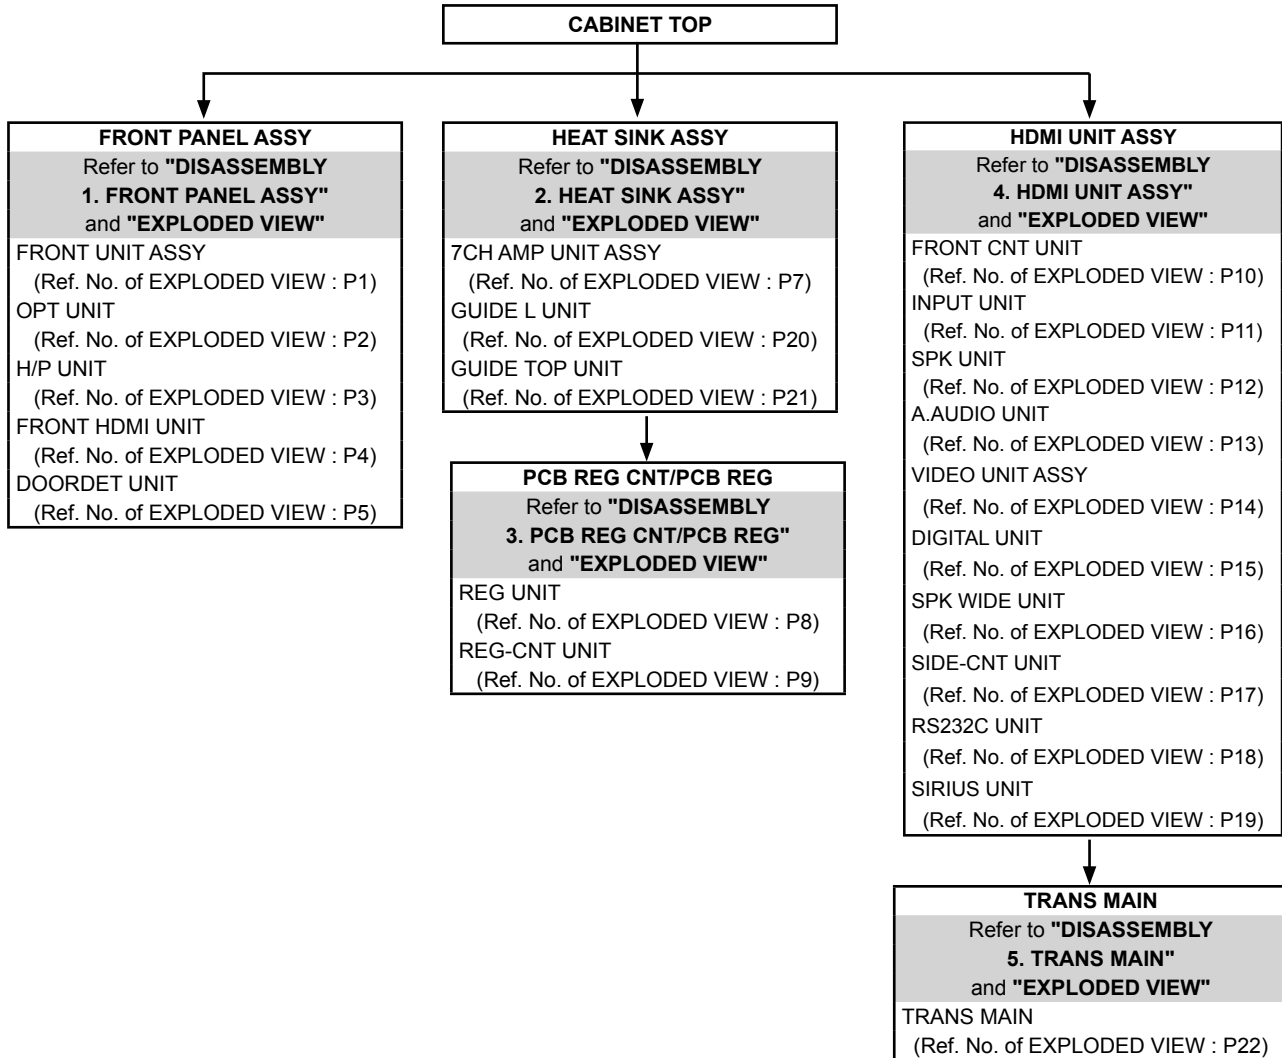 CABINET TOP
FRONT PANEL ASSY
Refer to "DISASSEMBLY
1. FRONT PANEL ASSY"
and "EXPLODED VIEW"
FRONT UNIT ASSY
(Ref. No. of EXPLODED VIEW : P1)
OPT UNIT
(Ref. No. of EXPLODED VIEW : P2)
H/P UNIT
(Ref. No. of EXPLODED VIEW : P3)
FRONT HDMI UNIT
(Ref. No. of EXPLODED VIEW : P4)
DOORDET UNIT
(Ref. No. of EXPLODED VIEW : P5)
HEAT SINK ASSY
Refer to "DISASSEMBLY
2. HEAT SINK ASSY"
and "EXPLODED VIEW"
7CH AMP UNIT ASSY
(Ref. No. of EXPLODED VIEW : P7)
GUIDE L UNIT
(Ref. No. of EXPLODED VIEW : P20)
GUIDE TOP UNIT
(Ref. No. of EXPLODED VIEW : P21)
PCB REG CNT/PCB REG
Refer to "DISASSEMBLY
3. PCB REG CNT/PCB REG"
and "EXPLODED VIEW"
REG UNIT
(Ref. No. of EXPLODED VIEW : P8)
REG-CNT UNIT
(Ref. No. of EXPLODED VIEW : P9)
HDMI UNIT ASSY
Refer to "DISASSEMBLY
4. HDMI UNIT ASSY"
and "EXPLODED VIEW"
FRONT CNT UNIT
(Ref. No. of EXPLODED VIEW : P10)
INPUT UNIT
(Ref. No. of EXPLODED VIEW : P11)
SPK UNIT
(Ref. No. of EXPLODED VIEW : P12)
A.AUDIO UNIT
(Ref. No. of EXPLODED VIEW : P13)
VIDEO UNIT ASSY
(Ref. No. of EXPLODED VIEW : P14)
DIGITAL UNIT
(Ref. No. of EXPLODED VIEW : P15)
SPK WIDE UNIT
(Ref. No. of EXPLODED VIEW : P16)
SIDE-CNT UNIT
(Ref. No. of EXPLODED VIEW : P17)
RS232C UNIT
(Ref. No. of EXPLODED VIEW : P18)
SIRIUS UNIT
(Ref. No. of EXPLODED VIEW : P19)
TRANS MAIN
Refer to "DISASSEMBLY
5. TRANS MAIN"
and "EXPLODED VIEW"
TRANS MAIN
(Ref. No. of EXPLODED VIEW : P22)